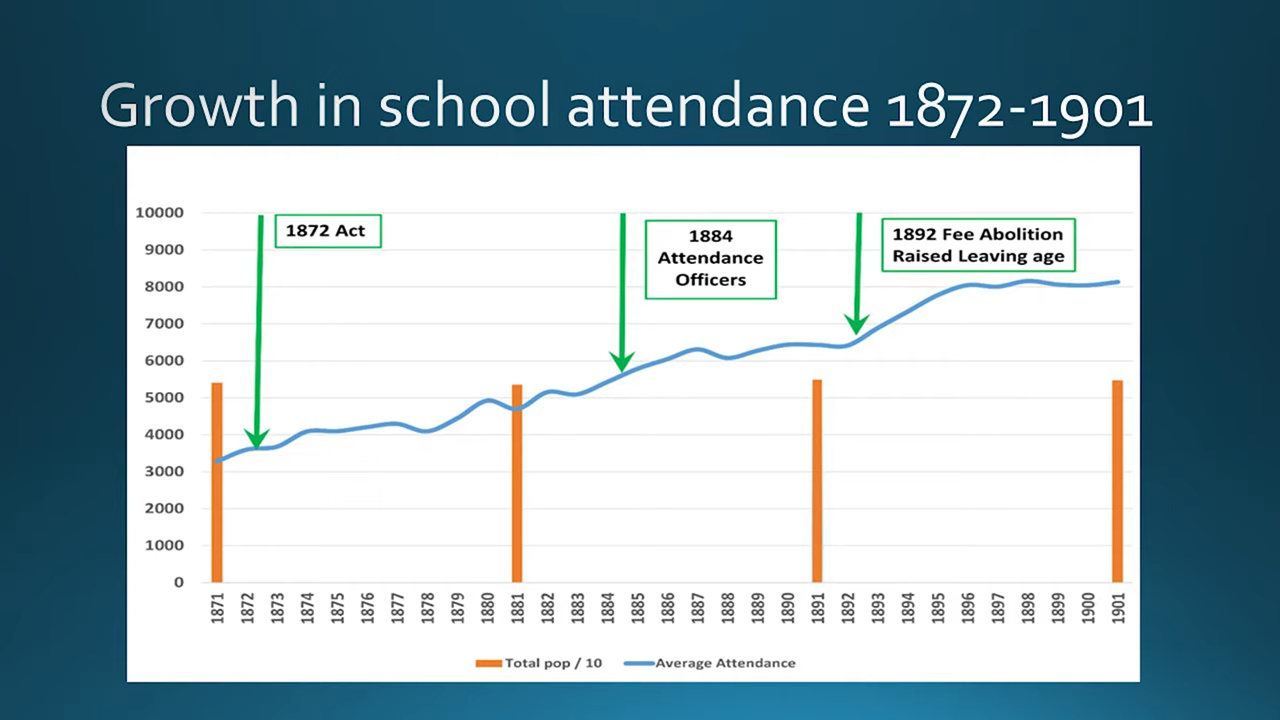 Growth in school attendance 1872-1901
10000
9000
8000
7000
6000
5000
4000
3000
2000
1000
0
1872 Act
1884
Attendance
Officers
1892 Fee Abolition
Raised Leaving age
1871 1872 1873 1874 1875 1876 1877 1878 1879 1880 1881 1882 1883 1884 1885 1886 1887 1888 1889 1890 1891 1892 1893 1894 1895 1896 1897 1898 1899 1900 1901
Total pop / 10 Average Attendance